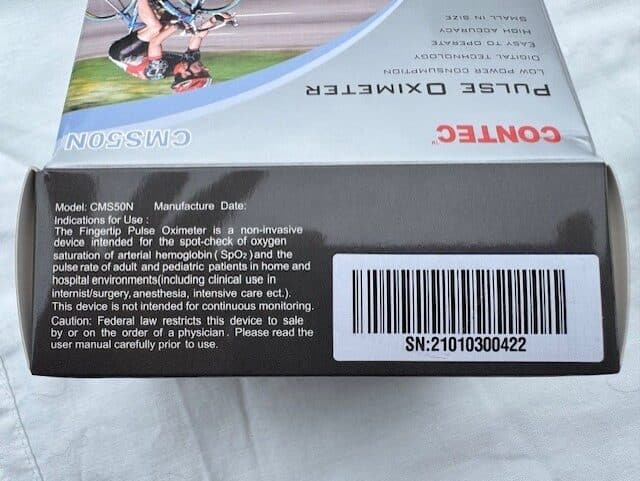 SMALL IN SIZE
HIGH ACCURACY
EASY TO OPERATE
DIGITAL TECHNOLOGY
LOW POWER CONSUMPTION
PULSE OXIMETER
CONTEC™
CMS50N
Model: CMS50N Manufacture Date:
Indications for Use :
The Fingertip Pulse Oximeter is a non-invasive
device intended for the spot-check of oxygen
saturation of arterial hemoglobin ( SpO₂ ) and the
pulse rate of adult and pediatric patients in home and
hospital environments(including clinical use in
internist/surgery, anesthesia, intensive care ect.).
This device is not intended for continuous monitoring.
Caution: Federal law restricts this device to sale
by or on the order of a physician . Please read the
user manual carefully prior to use.
SN:21010300422